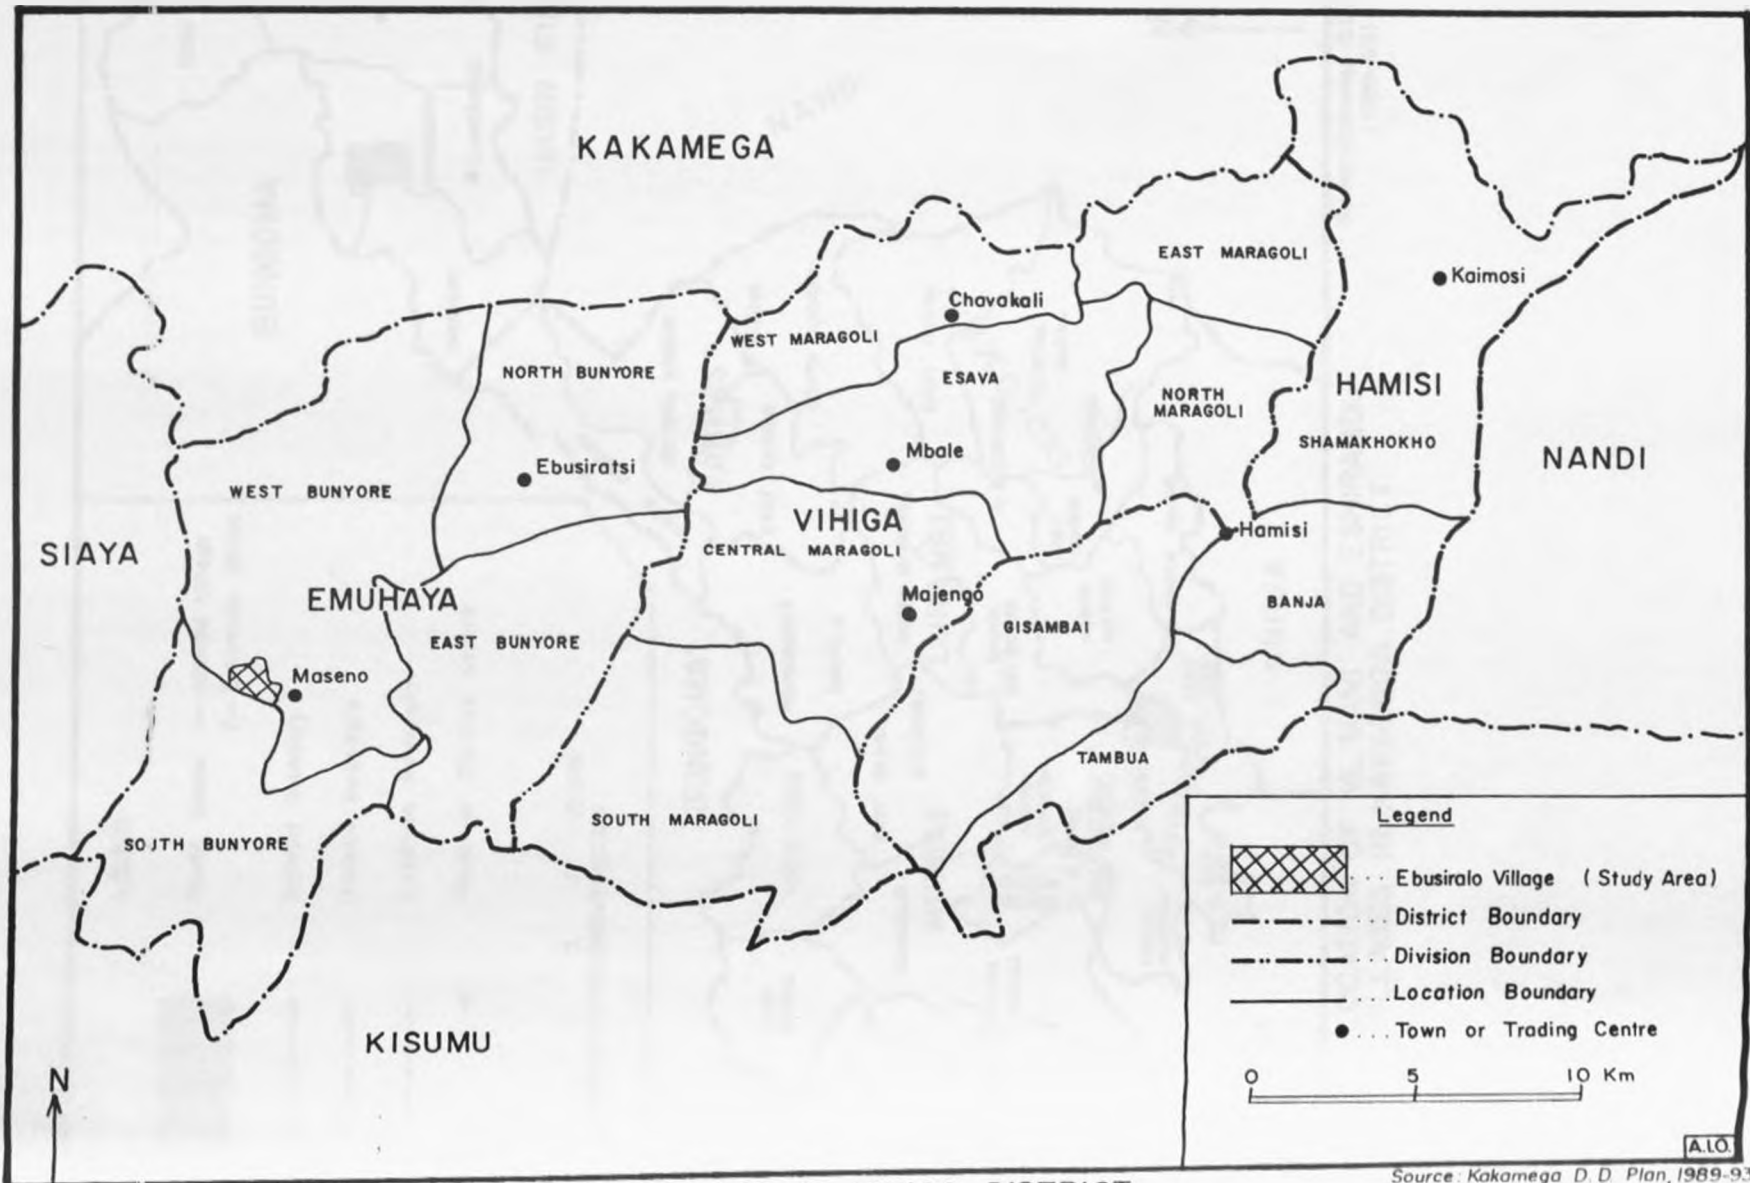 KAKAMEGA
EAST MARAGOLI
Kaimosi
Chavakali
WEST MARAGOLI
NORTH BUNYORE
ESAVA
HAMISI
NORTH
MARAGOLI
SHAMAKHOKHO
NANDI
Mbale
Ebusiratsi
WEST BUNYORE
VIHIGA
Hamisi
SIAYA
CENTRAL MARAGOLI
EMUHAYA
Majengo
BANJA
GISAMBAI
EAST BUNYORE
Maseno
TAMBUA
SOUTH MARAGOLI
SOUTH BUNYORE
KISUMU
N
Legend
Ebusiralo Village (Study Area)
District Boundary
Division Boundary
Location Boundary
Town or Trading Centre
0 5 10 Km
A.I.O.
Source: Kakamega D. D. Plan, 1989-93
DISTRICT